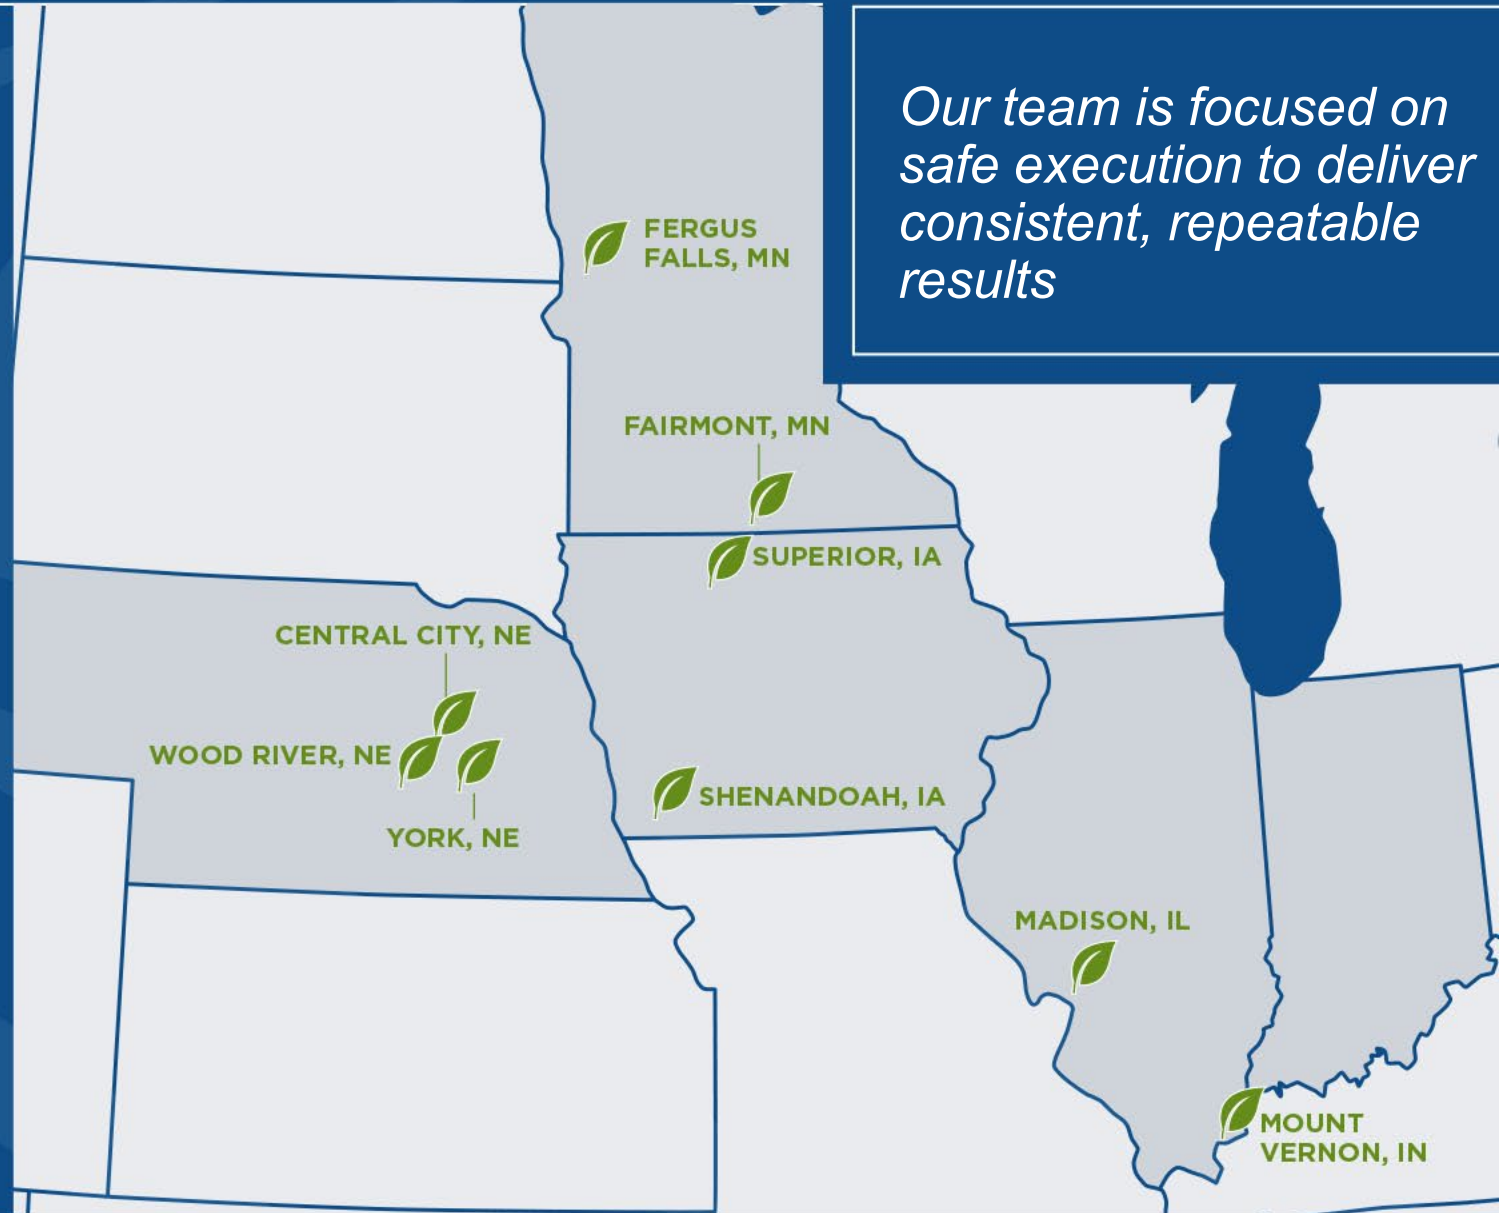 Our team is focused on
safe execution to deliver
consistent, repeatable
results
FERGUS
FALLS, MN
FAIRMONT, MN
SUPERIOR, IA
CENTRAL CITY, NE
WOOD RIVER, NE
YORK, NE
SHENANDOAH, IA
MADISON, IL
MOUNT
VERNON, IN